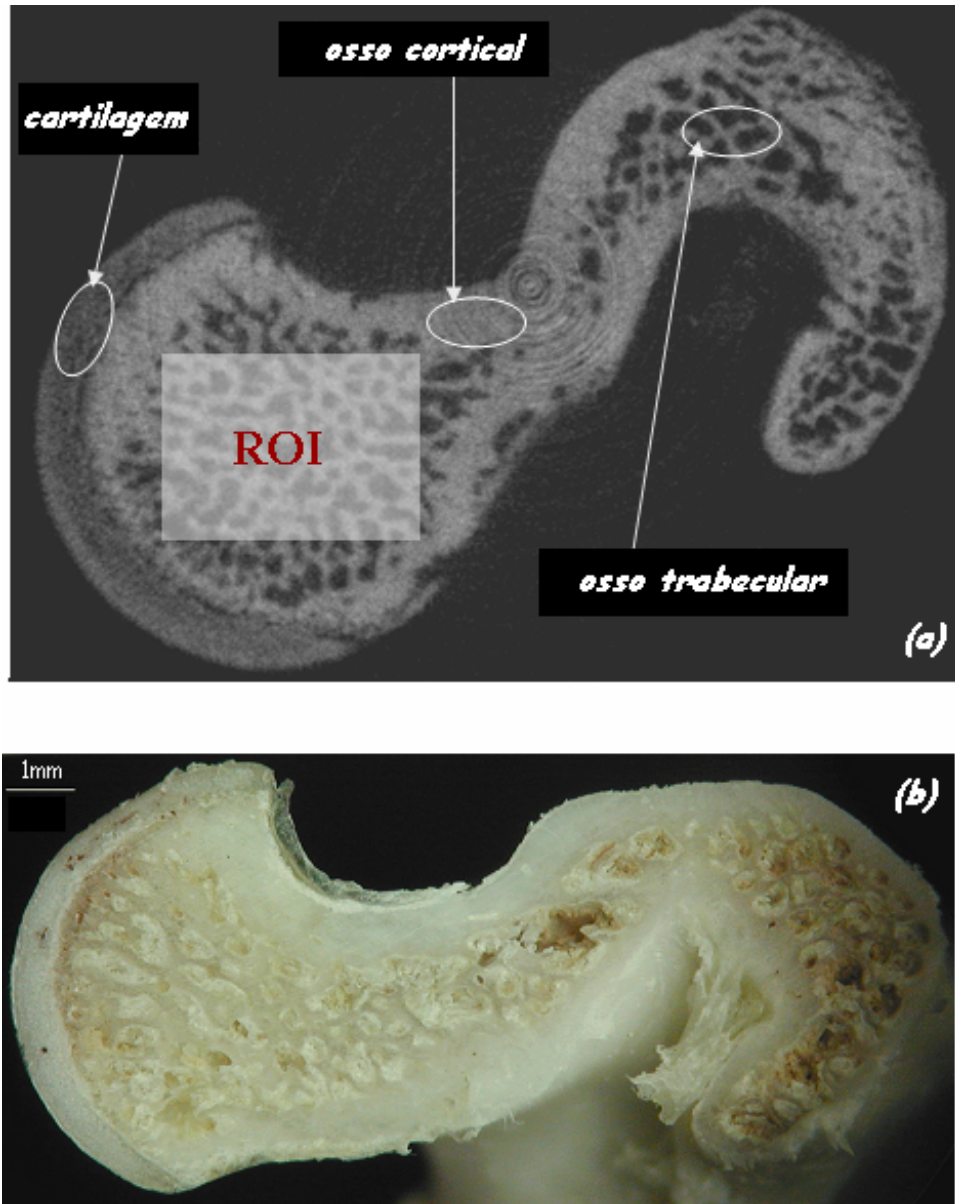 osso cortical
cartilagem
ROI
osso trabecular
(a)
1mm
(b)